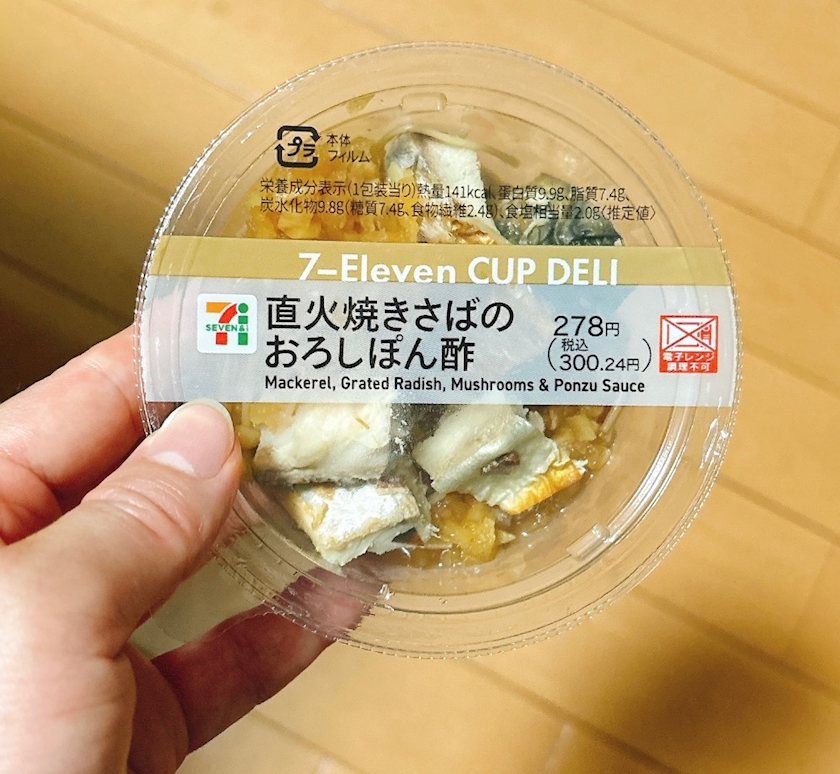 プラ
本体
フィルム
栄養成分表示(1包装当り)熱量141kcal、蛋白質9.9g、脂質7.4g、
炭水化物9.8g(糖質7.4g、食物繊維2.4g)、食塩相当量2.0g〈推定値〉
7-Eleven CUP DELI
SEVEN&i
直火焼きさばの
おろしぽん酢
278円
(税込
300.24円)
Mackerel, Grated Radish, Mushrooms & Ponzu Sauce
電子レンジ
調理不可